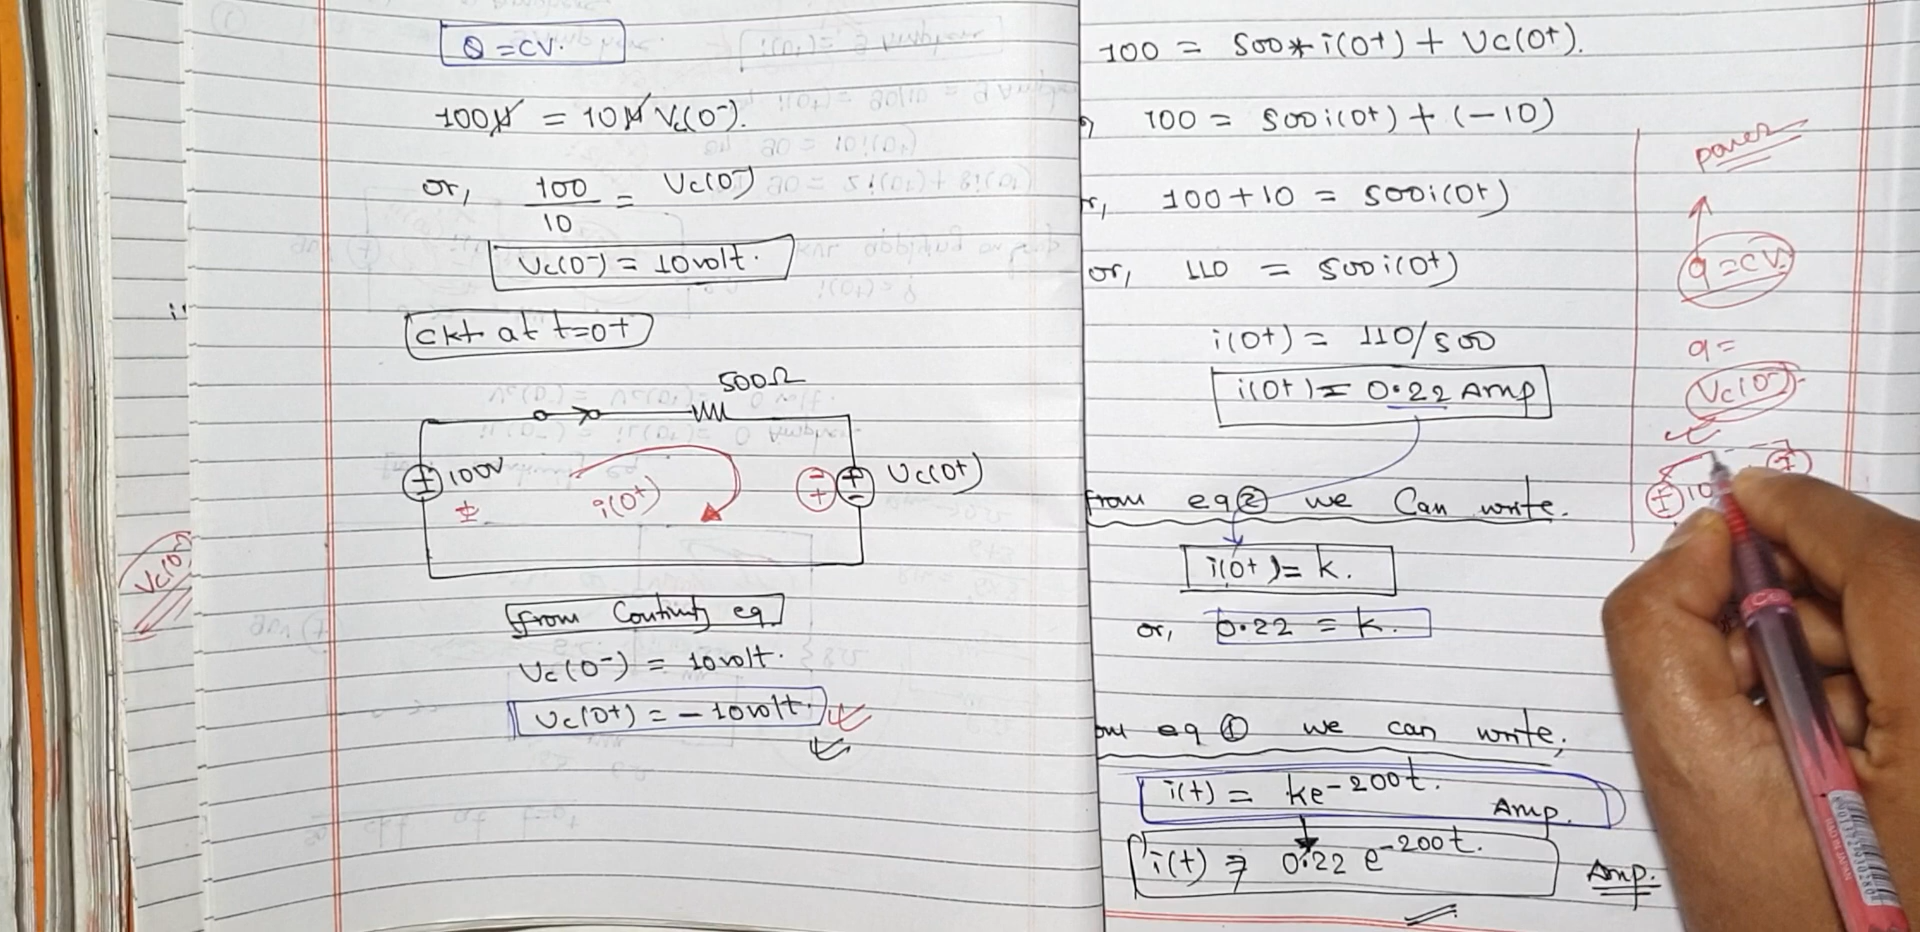 Q = CV.
100μ = 10μ Vc(0-).
or, 100/10 = Vc(0-)
Vc(0-) = 10 volt.
ckt at t=0+
500Ω
100V
i(0+)
Vc(0+)
Vc(0-)
from Continuity eq
Vc(0-) = 10 volt.
Vc(0+) = - 10 volt.
100 = 500* i(0+) + Vc(0+).
100 = 500 i(0+) + (-10)
100 + 10 = 500 i(0+)
or, 110 = 500 i(0+)
i(0+) = 110/500
i(0+) = 0.22 Amp
from eq ② we Can write.
i(0+) = k.
or, 0.22 = k.
eq ① we can write,
i(t) = ke-200t. Amp.
i(t) = 0.22 e-200t. Amp.
power
q = CV
q =
Vc(0-).
10